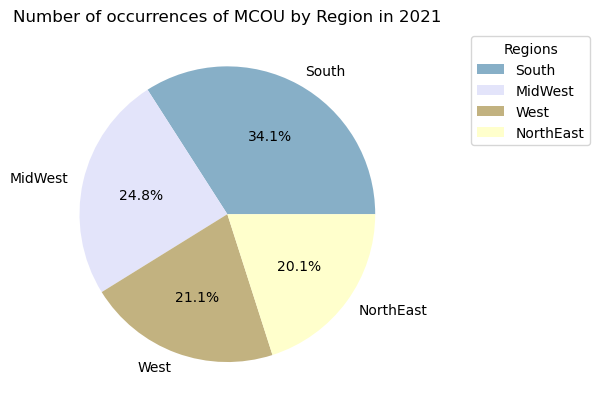 Number of occurrences of MCOU by Region in 2021
Regions
South
MidWest
West
NorthEast
South
34.1%
MidWest
24.8%
21.1%
West
20.1%
NorthEast